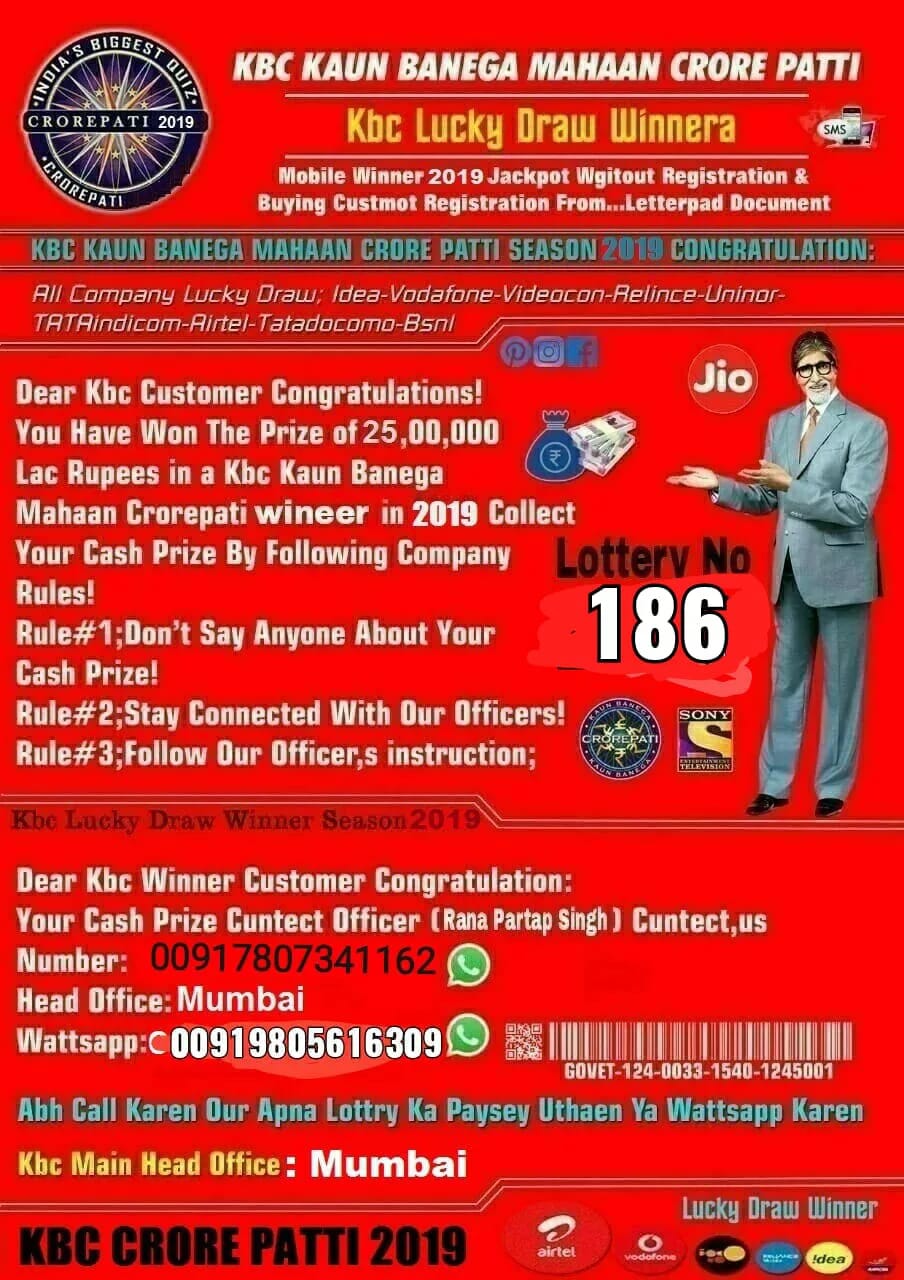 INDIA'S BIGGEST QUIZ
CROREPATI 2019
CROREPATI
KBC KAUN BANEGA MAHAAN CRORE PATTI
Kbc Lucky Draw Winnera
SMS
Mobile Winner 2019 Jackpot Wgitout Registration &
Buying Custmot Registration From...Letterpad Document
KBC KAUN BANEGA MAHAAN CRORE PATTI SEASON 2019 CONGRATULATION:
All Company Lucky Draw; Idea-Vodafone-Videocon-Relince-Uninor-
TATAindicom-Airtel-Tatadocomo-Bsnl
Jio
Dear Kbc Customer Congratulations!
You Have Won The Prize of 25,00,000
Lac Rupees in a Kbc Kaun Banega
Mahaan Crorepati wineer in 2019 Collect
Your Cash Prize By Following Company
Rules!
Rule#1;Don't Say Anyone About Your
Cash Prize!
Rule#2;Stay Connected With Our Officers!
Rule#3;Follow Our Officer,s instruction;
₹
Lottery No
186
KAUN BANEGA
CROREPATI
KAUN BANEGA
SONY
S
ENTERTAINMENT
TELEVISION
Kbc Lucky Draw Winner Season 2019
Dear Kbc Winner Customer Congratulation:
Your Cash Prize Cuntect Officer (Rana Partap Singh) Cuntect,us
Number: 00917807341162
Head Office: Mumbai
Wattsapp: 00919805616309
GOVET-124-0033-1540-1245001
Abh Call Karen Our Apna Lottry Ka Paysey Uthaen Ya Wattsapp Karen
Kbc Main Head Office: Mumbai
Lucky Draw Winner
KBC CRORE PATTI 2019
airtel
vodafone
RELIANCE
!dea